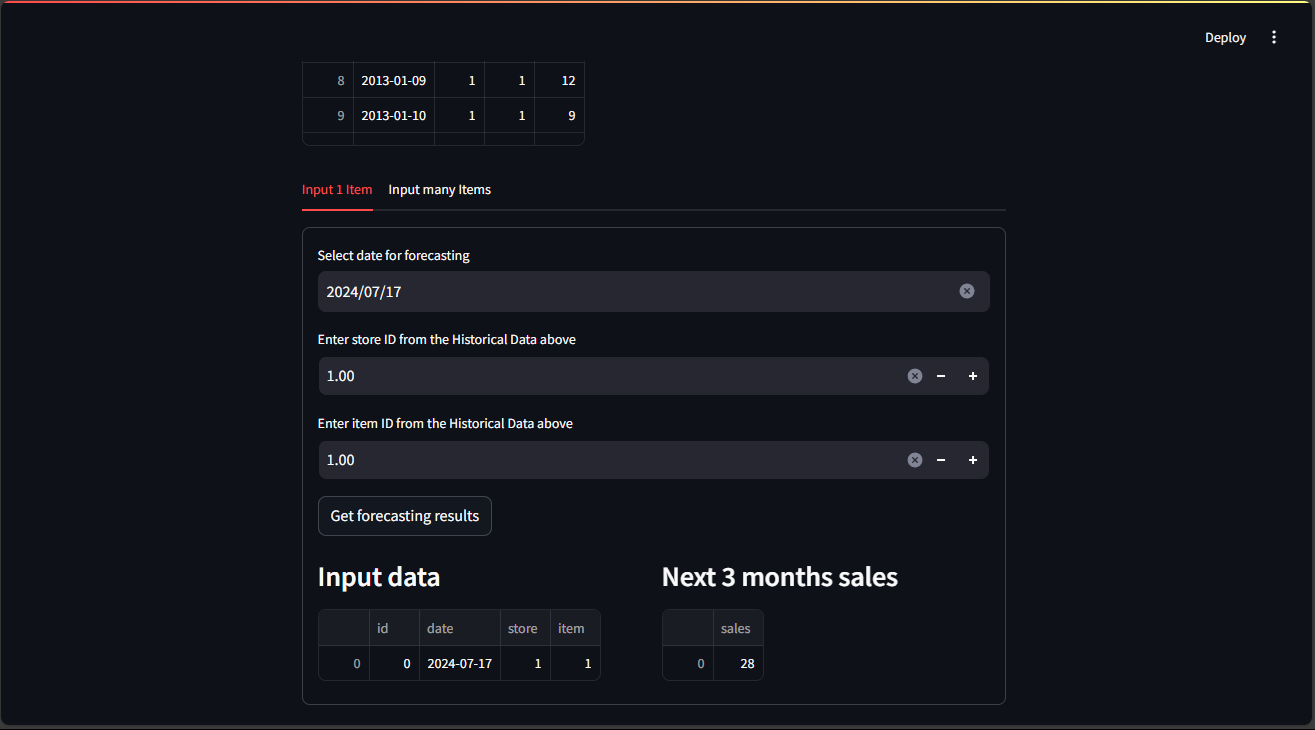 Deploy
8 2013-01-09 1 1 12
9 2013-01-10 1 1 9
Input 1 Item Input many Items
Select date for forecasting
2024/07/17
Enter store ID from the Historical Data above
1.00 − +
Enter item ID from the Historical Data above
1.00 − +
Get forecasting results
Input data Next 3 months sales
id date store item sales
0 0 2024-07-17 1 1 0 28